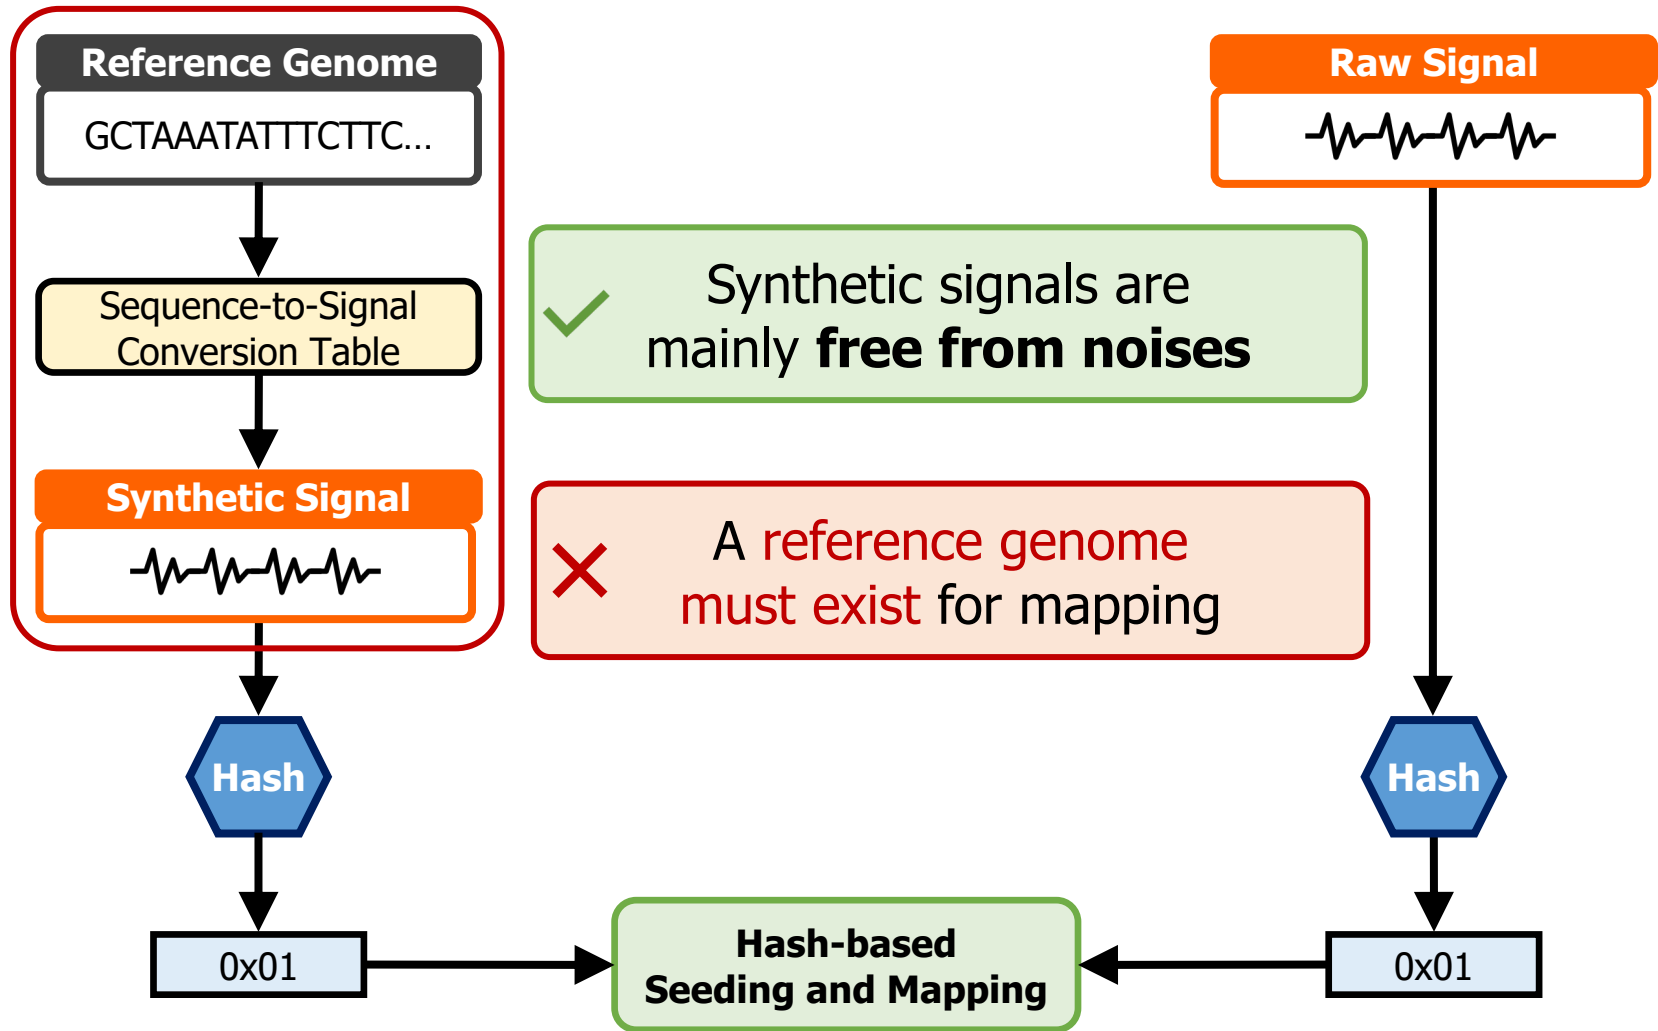 Reference Genome
GCTAAATATTTCTTC...
Sequence-to-Signal
Conversion Table
Synthetic Signal
Hash
0x01
Synthetic signals are
mainly free from noises
A reference genome
must exist for mapping
Raw Signal
Hash
0x01
Hash-based
Seeding and Mapping